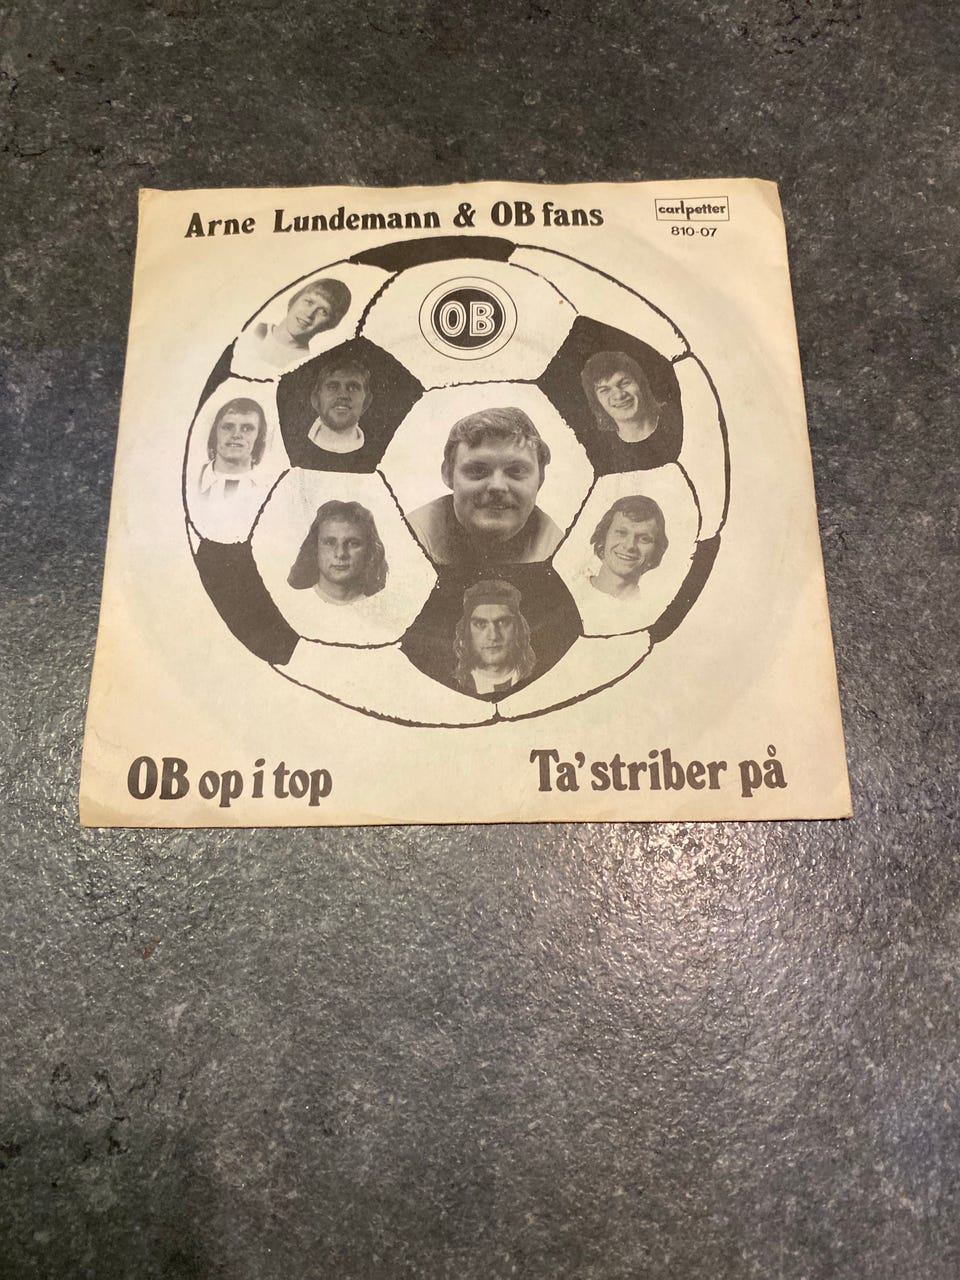 Arne Lundemann & OB fans
carlpetter
810-07
OB
OB op i top
Ta' striber på